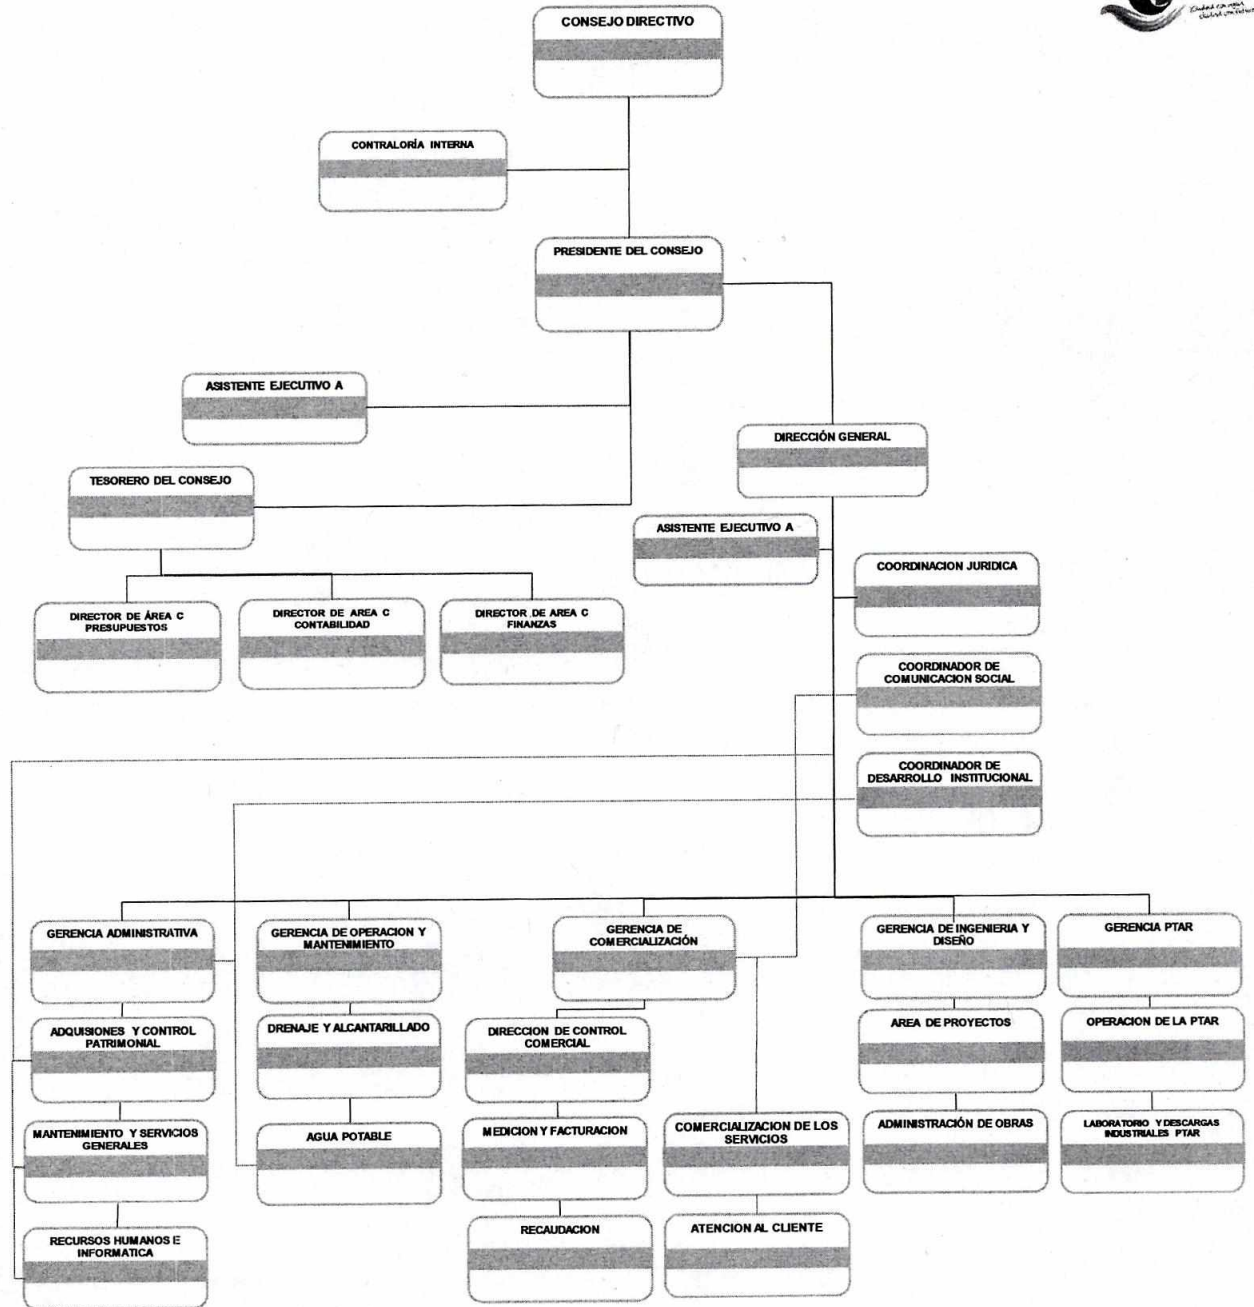 CONSEJO DIRECTIVO
CONTRALORÍA INTERNA
PRESIDENTE DEL CONSEJO
ASISTENTE EJECUTIVO A
DIRECCIÓN GENERAL
TESORERO DEL CONSEJO
ASISTENTE EJECUTIVO A
COORDINACION JURIDICA
DIRECTOR DE ÁREA C
PRESUPUESTOS
DIRECTOR DE AREA C
CONTABILIDAD
DIRECTOR DE AREA C
FINANZAS
COORDINADOR DE
COMUNICACION SOCIAL
COORDINADOR DE
DESARROLLO INSTITUCIONAL
GERENCIA ADMINISTRATIVA
GERENCIA DE OPERACION Y
MANTENIMIENTO
GERENCIA DE
COMERCIALIZACIÓN
GERENCIA DE INGENIERIA Y
DISEÑO
GERENCIA PTAR
ADQUISIONES Y CONTROL
PATRIMONIAL
DRENAJE Y ALCANTARILLADO
DIRECCION DE CONTROL
COMERCIAL
AREA DE PROYECTOS
OPERACION DE LA PTAR
MANTENIMIENTO Y SERVICIOS
GENERALES
AGUA POTABLE
MEDICION Y FACTURACION
COMERCIALIZACION DE LOS
SERVICIOS
ADMINISTRACIÓN DE OBRAS
LABORATORIO Y DESCARGAS
INDUSTRIALES PTAR
RECURSOS HUMANOS E
INFORMATICA
RECAUDACION
ATENCION AL CLIENTE